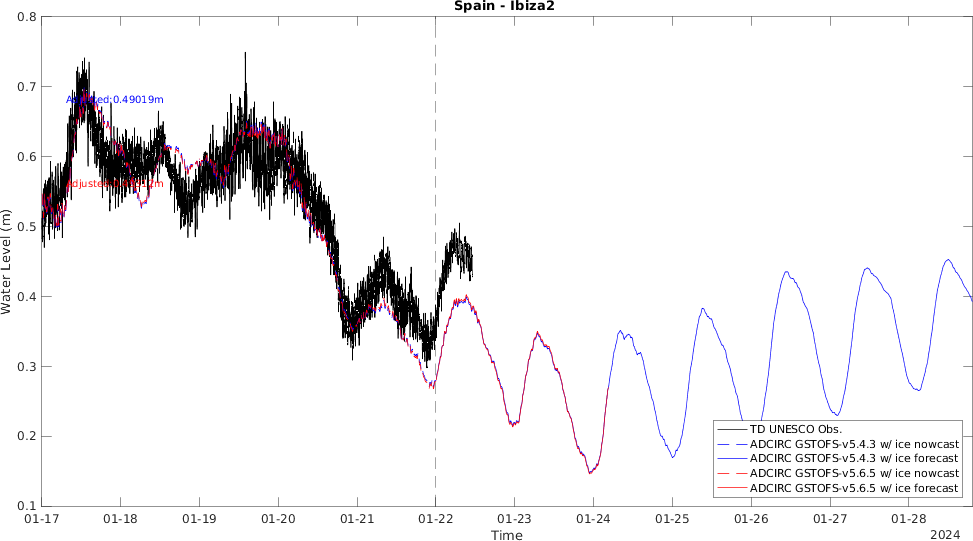 Spain - Ibiza2
0.8
0.7
0.6
0.5
0.4
0.3
0.2
0.1
Water Level (m)
Adjusted:0.49019m
TD UNESCO Obs.
ADCIRC GSTOFS-v5.4.3 w/ ice nowcast
ADCIRC GSTOFS-v5.4.3 w/ ice forecast
ADCIRC GSTOFS-v5.6.5 w/ ice nowcast
ADCIRC GSTOFS-v5.6.5 w/ ice forecast
01-17 01-18 01-19 01-20 01-21 01-22 01-23 01-24 01-25 01-26 01-27 01-28
Time
2024